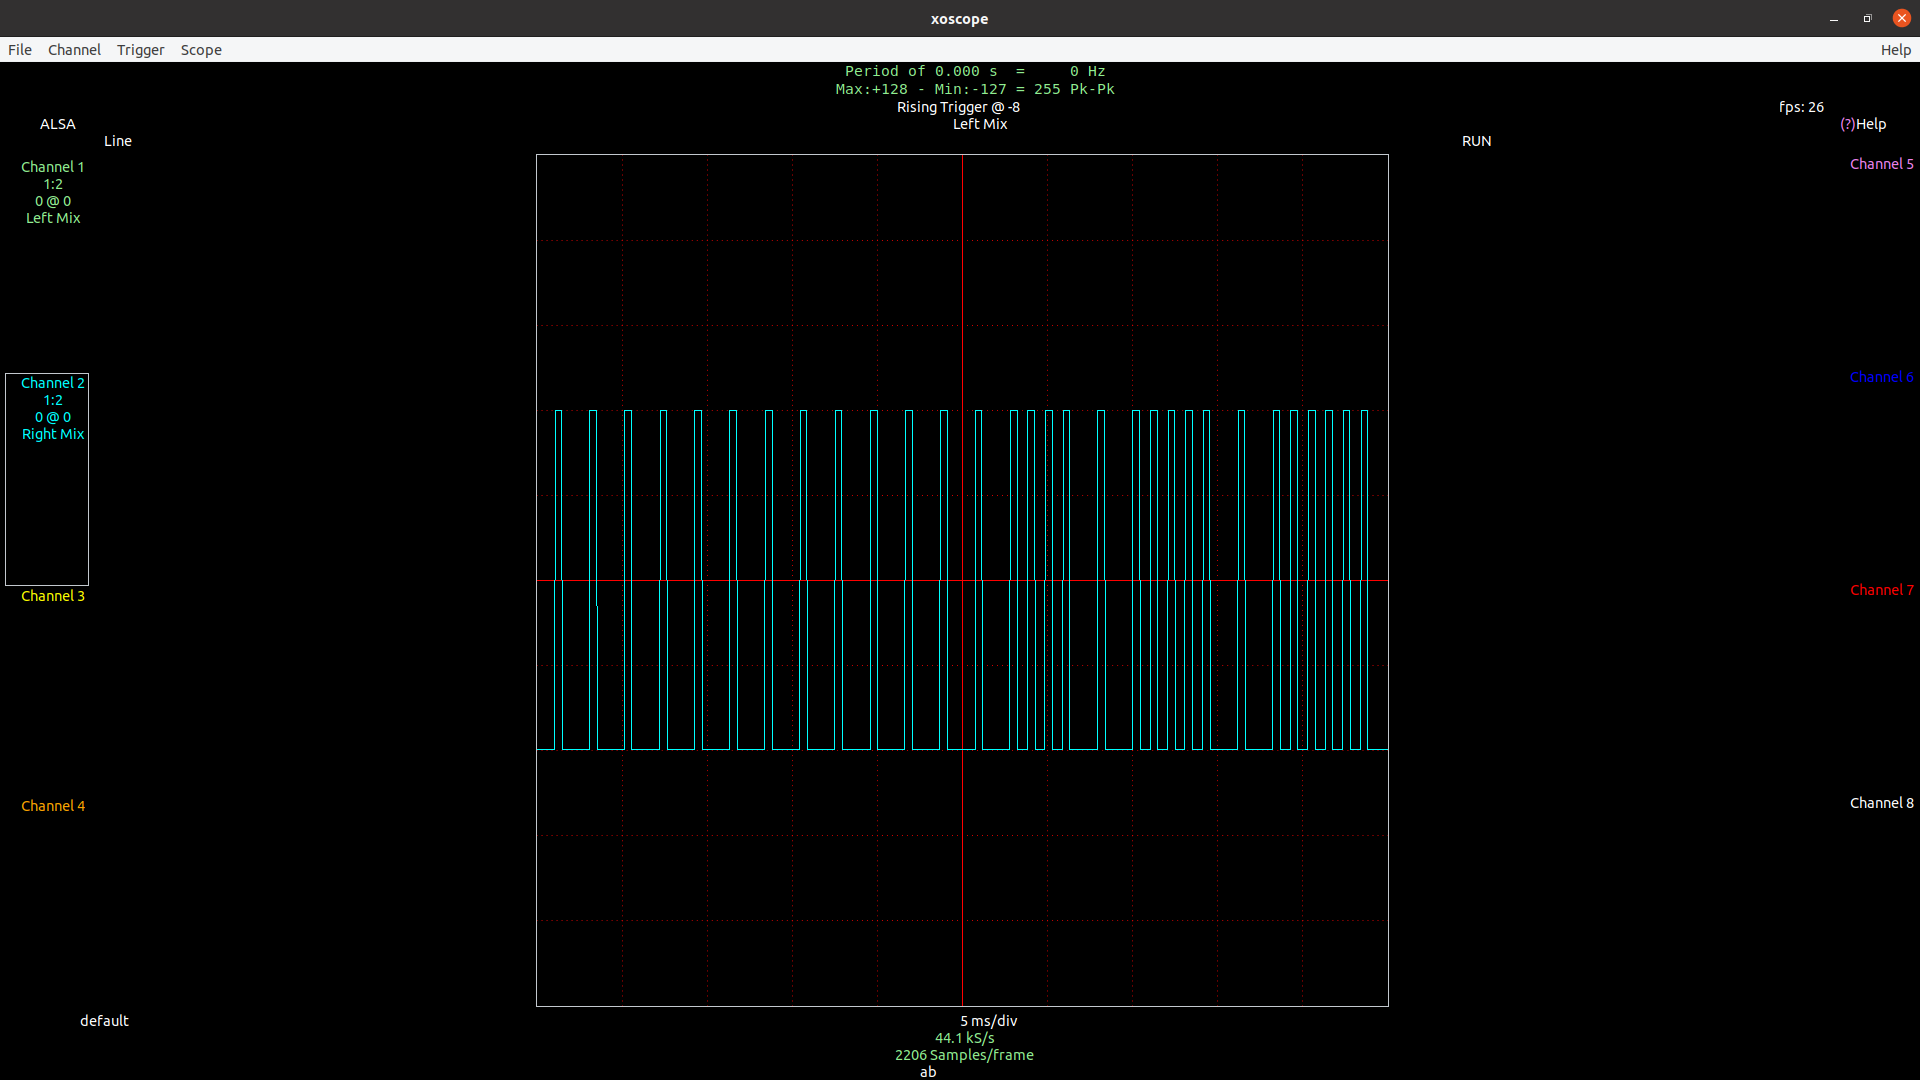 xoscope
File Channel Trigger Scope Help
Period of 0.000 s = 0 Hz
Max:+128 - Min:-127 = 255 Pk-Pk
Rising Trigger @ -8 fps: 26
ALSA Left Mix (?)Help
Line RUN
Channel 1 Channel 5
1:2
0 @ 0
Left Mix
Channel 2 Channel 6
1:2
0 @ 0
Right Mix
Channel 3 Channel 7
Channel 4 Channel 8
default 5 ms/div
44.1 kS/s
2206 Samples/frame
ab